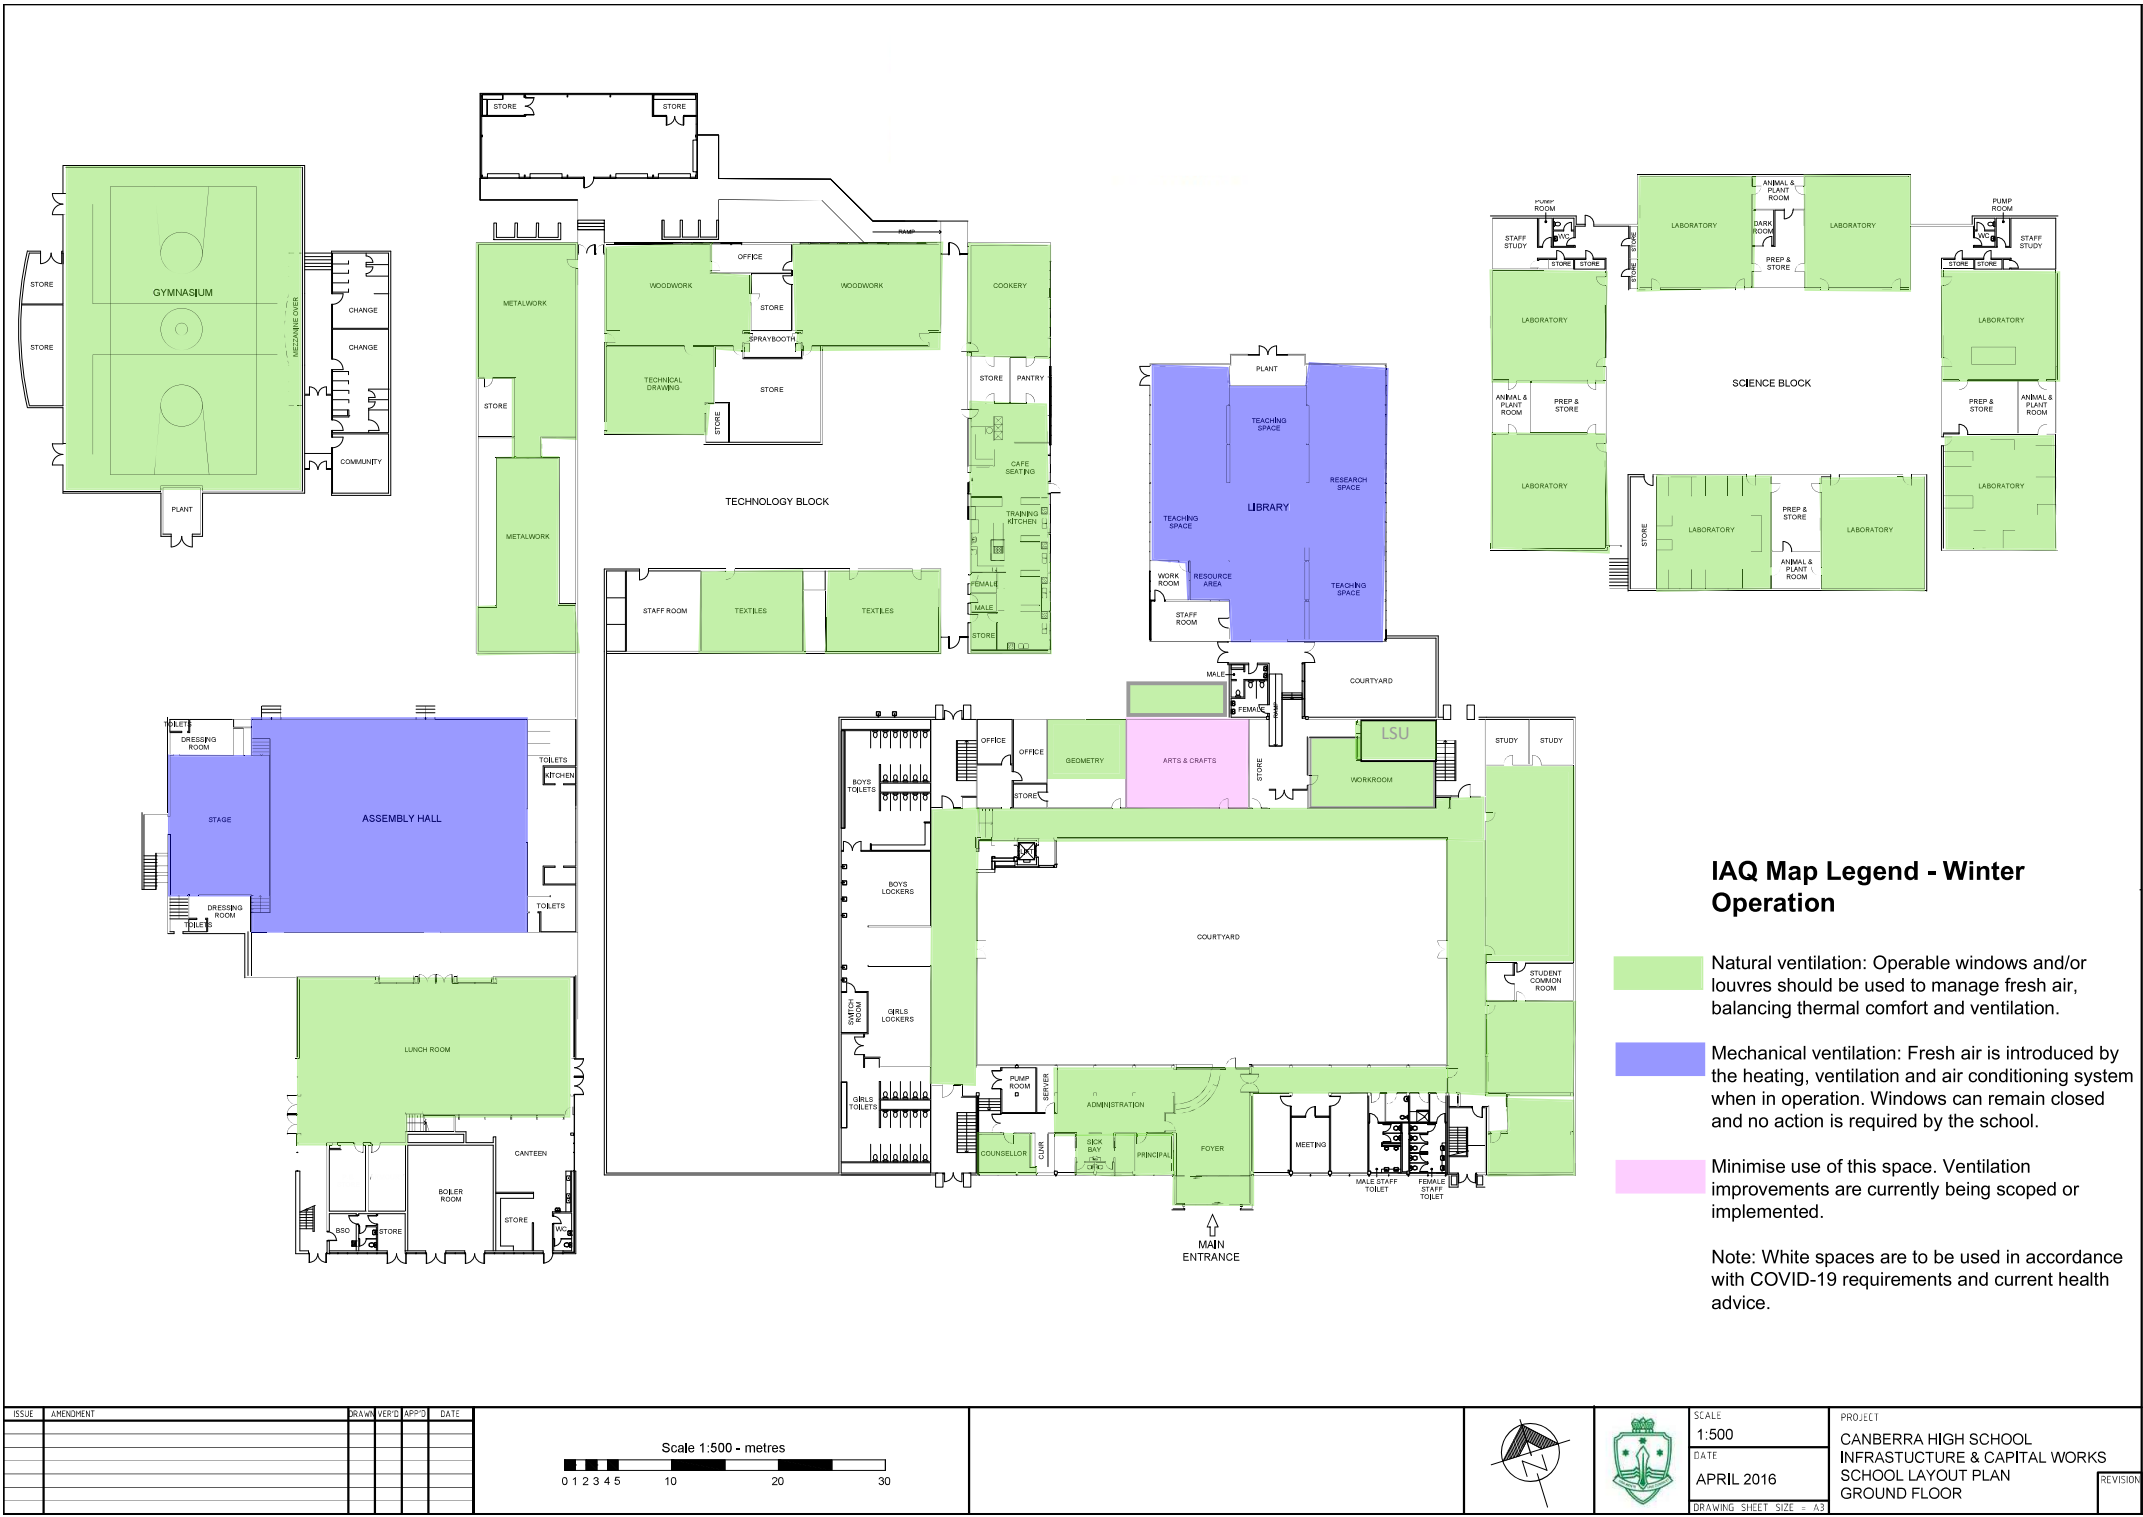 STORE
STORE
GYMNASIUM
MEZZANINE OVER
STORE
STORE
CHANGE
CHANGE
COMMUNITY
PLANT
RAMP
METALWORK
STORE
METALWORK
WOODWORK
OFFICE
STORE
WOODWORK
SPRAYBOOTH
TECHNICAL
DRAWING
STORE
STORE
TECHNOLOGY BLOCK
STAFF ROOM
TEXTILES
TEXTILES
COOKERY
STORE
PANTRY
CAFE
SEATING
TRAINING
KITCHEN
FEMALE
MALE
STORE
PLANT
TEACHING
SPACE
RESEARCH
SPACE
LIBRARY
TEACHING
SPACE
WORK
ROOM
RESOURCE
AREA
TEACHING
SPACE
STAFF
ROOM
MALE
FEMALE
RAMP
COURTYARD
PUMP
ROOM
STAFF
STUDY
WC
STORE
STORE
STORE
STORE
LABORATORY
ANIMAL &
PLANT
ROOM
DARK
ROOM
PREP &
STORE
LABORATORY
PUMP
ROOM
WC
STAFF
STUDY
STORE
STORE
LABORATORY
LABORATORY
ANIMAL &
PLANT
ROOM
PREP &
STORE
SCIENCE BLOCK
PREP &
STORE
ANIMAL &
PLANT
ROOM
LABORATORY
LABORATORY
STORE
LABORATORY
PREP &
STORE
LABORATORY
ANIMAL &
PLANT
ROOM
TOILETS
DRESSING
ROOM
STAGE
ASSEMBLY HALL
TOILETS
KITCHEN
DRESSING
ROOM
TOILETS
TOILETS
LUNCH ROOM
CANTEEN
BOILER
ROOM
STORE
BSO
STORE
WC
BOYS
TOILETS
BOYS
LOCKERS
SWITCH
ROOM
GIRLS
LOCKERS
GIRLS
TOILETS
OFFICE
OFFICE
STORE
GEOMETRY
ARTS & CRAFTS
STORE
LSU
WORKROOM
STUDY
STUDY
LIFT
COURTYARD
STUDENT
COMMON
ROOM
PUMP
ROOM
SERVER
ADMINISTRATION
COUNSELLOR
CLNR
SICK
BAY
PRINCIPAL
FOYER
MEETING
MALE STAFF
TOILET
FEMALE
STAFF
TOILET
MAIN
ENTRANCE
IAQ Map Legend - Winter
Operation
Natural ventilation: Operable windows and/or
louvres should be used to manage fresh air,
balancing thermal comfort and ventilation.
Mechanical ventilation: Fresh air is introduced by
the heating, ventilation and air conditioning system
when in operation. Windows can remain closed
and no action is required by the school.
Minimise use of this space. Ventilation
improvements are currently being scoped or
implemented.
Note: White spaces are to be used in accordance
with COVID-19 requirements and current health
advice.
ISSUE AMENDMENT DRAWN VER'D APP'D DATE
Scale 1:500 - metres
0 1 2 3 4 5 10 20 30
N
SCALE
1:500
DATE
APRIL 2016
DRAWING SHEET SIZE = A3
PROJECT
CANBERRA HIGH SCHOOL
INFRASTUCTURE & CAPITAL WORKS
SCHOOL LAYOUT PLAN
GROUND FLOOR
REVISION